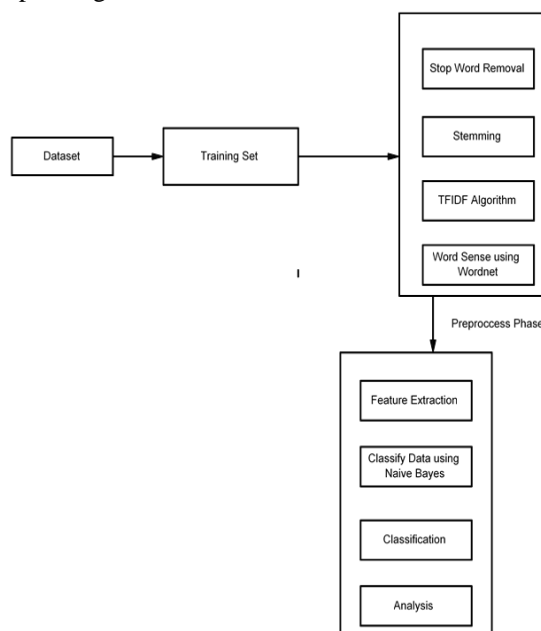 Stop Word Removal
Stemming
Dataset
Training Set
TFIDF Algorithm
Word Sense using
Wordnet
Preproccess Phase
Feature Extraction
Classify Data using
Naive Bayes
Classification
Analysis